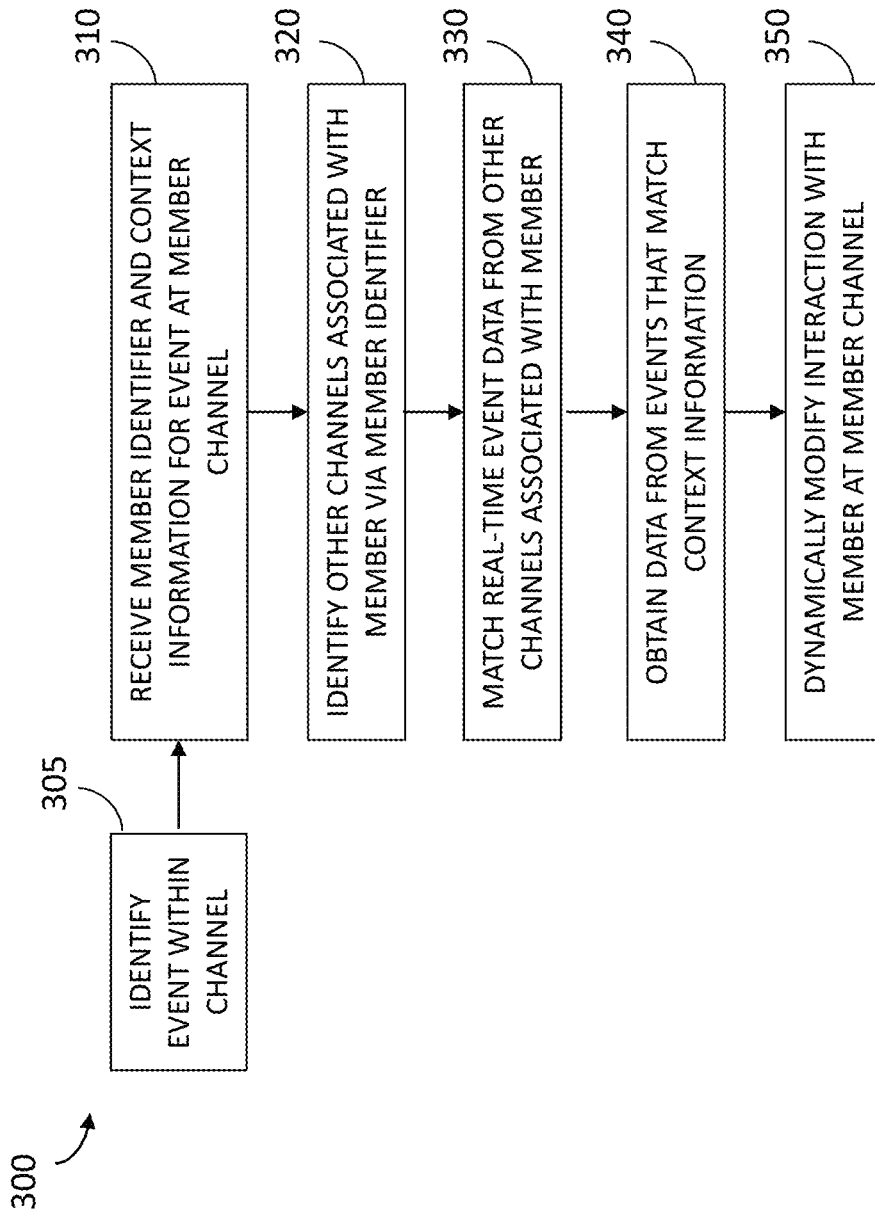 300
305
IDENTIFY
EVENT WITHIN
CHANNEL
310
RECEIVE MEMBER IDENTIFIER AND CONTEXT
INFORMATION FOR EVENT AT MEMBER
CHANNEL
320
IDENTIFY OTHER CHANNELS ASSOCIATED WITH
MEMBER VIA MEMBER IDENTIFIER
330
MATCH REAL-TIME EVENT DATA FROM OTHER
CHANNELS ASSOCIATED WITH MEMBER
340
OBTAIN DATA FROM EVENTS THAT MATCH
CONTEXT INFORMATION
350
DYNAMICALLY MODIFY INTERACTION WITH
MEMBER AT MEMBER CHANNEL